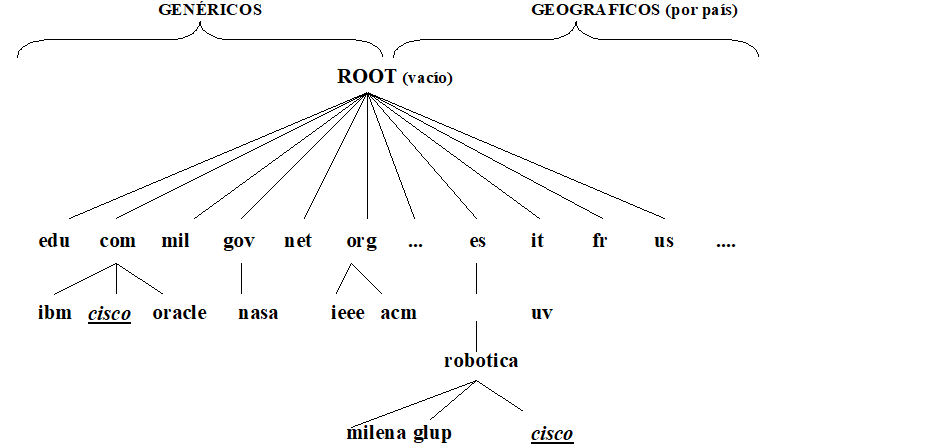 GENÉRICOS GEOGRAFICOS (por país)
ROOT (vacío)
edu com mil gov net org ... es it fr us ....
ibm cisco oracle nasa ieee acm uv
robotica
milena glup cisco